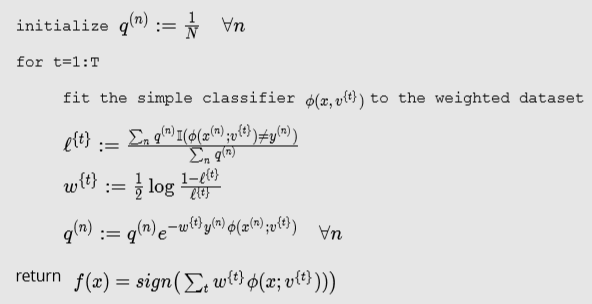 initialize q^(n) := 1/N ∀n
for t=1:T
fit the simple classifier ϕ(x, v^{t}) to the weighted dataset
ℓ^{t} := ∑_n q^(n) 𝕀(ϕ(x^(n); v^{t}) ≠ y^(n)) / ∑_n q^(n)
w^{t} := 1/2 log (1−ℓ^{t})/ℓ^{t}
q^(n) := q^(n) e^{−w^{t} y^(n) ϕ(x^(n); v^{t})} ∀n
return f(x) = sign(∑_t w^{t} ϕ(x; v^{t})))